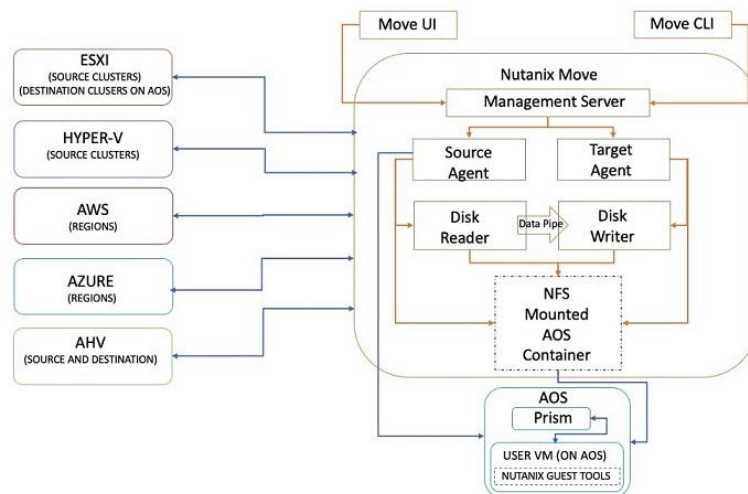 Move UI
Move CLI
ESXI
(SOURCE CLUSTERS)
(DESTINATION CLUSERS ON AOS)
HYPER-V
(SOURCE CLUSTERS)
AWS
(REGIONS)
AZURE
(REGIONS)
AHV
(SOURCE AND DESTINATION)
Nutanix Move
Management Server
Source
Agent
Target
Agent
Disk
Reader
Data Pipe
Disk
Writer
NFS
Mounted
AOS
Container
AOS
Prism
USER VM (ON AOS)
NUTANIX GUEST TOOLS